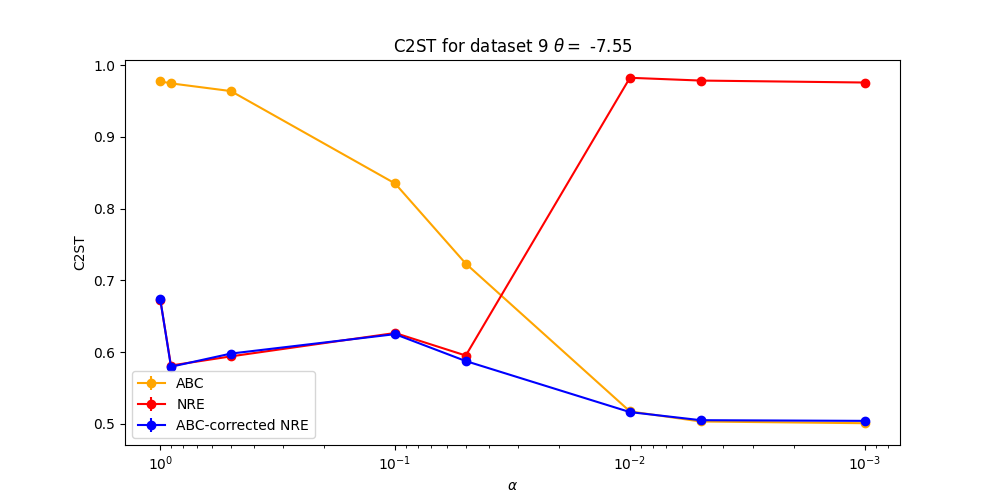 C2ST for dataset 9 θ = -7.55
C2ST
1.0
0.9
0.8
0.7
0.6
0.5
ABC
NRE
ABC-corrected NRE
10⁰
10⁻¹
10⁻²
10⁻³
α